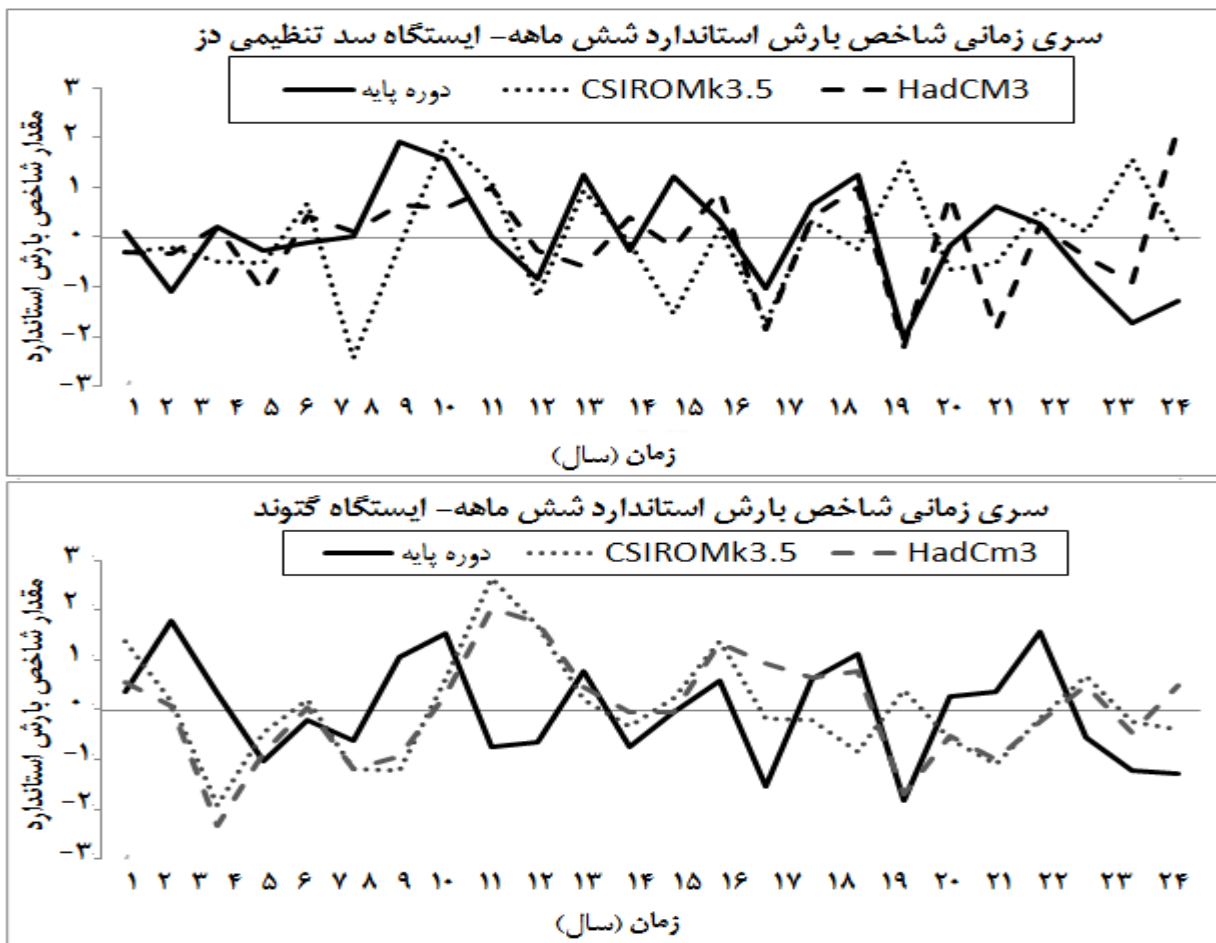 سری زمانی شاخص بارش استاندارد شش ماهه- ایستگاه سد تنظیمی دز
دوره پایه CSIROMk3.5 HadCM3
مقدار شاخص بارش استاندارد
۳
۲
۱
۰
-۱
-۲
-۳
۱ ۲ ۳ ۴ ۵ ۶ ۷ ۸ ۹ ۱۰ ۱۱ ۱۲ ۱۳ ۱۴ ۱۵ ۱۶ ۱۷ ۱۸ ۱۹ ۲۰ ۲۱ ۲۲ ۲۳ ۲۴
زمان (سال)
سری زمانی شاخص بارش استاندارد شش ماهه- ایستگاه گتوند
دوره پایه CSIROMk3.5 HadCm3
مقدار شاخص بارش استاندارد
۳
۲
۱
۰
-۱
-۲
-۳
۱ ۲ ۳ ۴ ۵ ۶ ۷ ۸ ۹ ۱۰ ۱۱ ۱۲ ۱۳ ۱۴ ۱۵ ۱۶ ۱۷ ۱۸ ۱۹ ۲۰ ۲۱ ۲۲ ۲۳ ۲۴
زمان (سال)